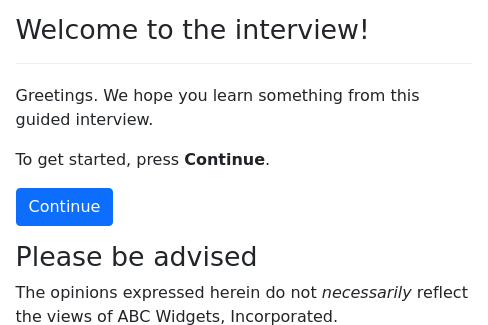 Welcome to the interview!
Greetings. We hope you learn something from this
guided interview.
To get started, press Continue.
Continue
Please be advised
The opinions expressed herein do not necessarily reflect
the views of ABC Widgets, Incorporated.